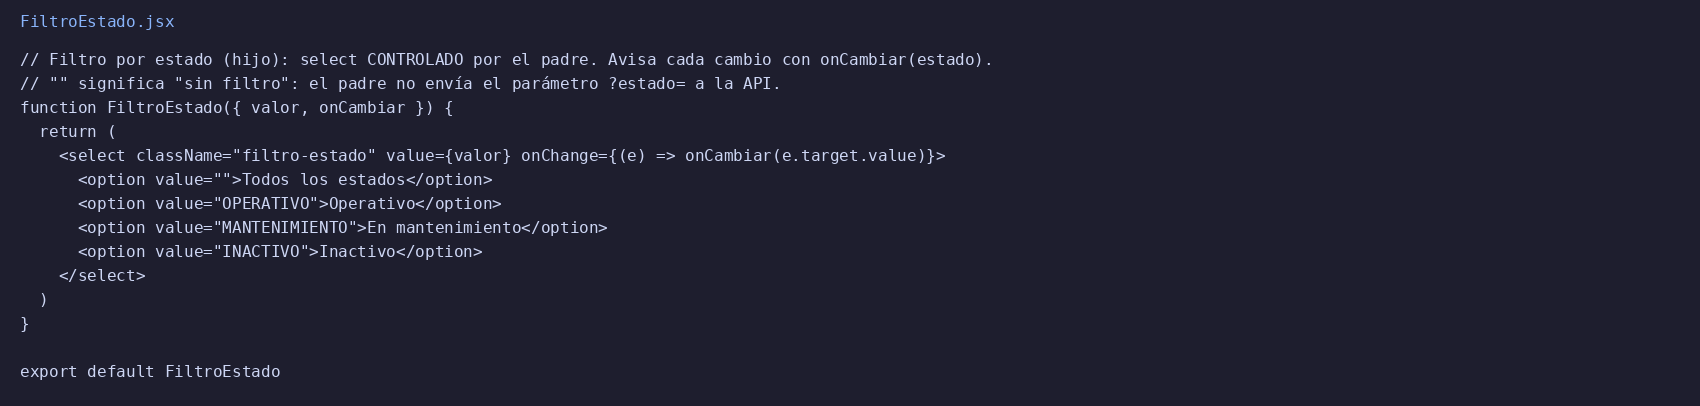 FiltroEstado.jsx
// Filtro por estado (hijo): select CONTROLADO por el padre. Avisa cada cambio con onCambiar(estado).
// "" significa "sin filtro": el padre no envía el parámetro ?estado= a la API.
function FiltroEstado({ valor, onCambiar }) {
  return (
    <select className="filtro-estado" value={valor} onChange={(e) => onCambiar(e.target.value)}>
      <option value="">Todos los estados</option>
      <option value="OPERATIVO">Operativo</option>
      <option value="MANTENIMIENTO">En mantenimiento</option>
      <option value="INACTIVO">Inactivo</option>
    </select>
  )
}

export default FiltroEstado